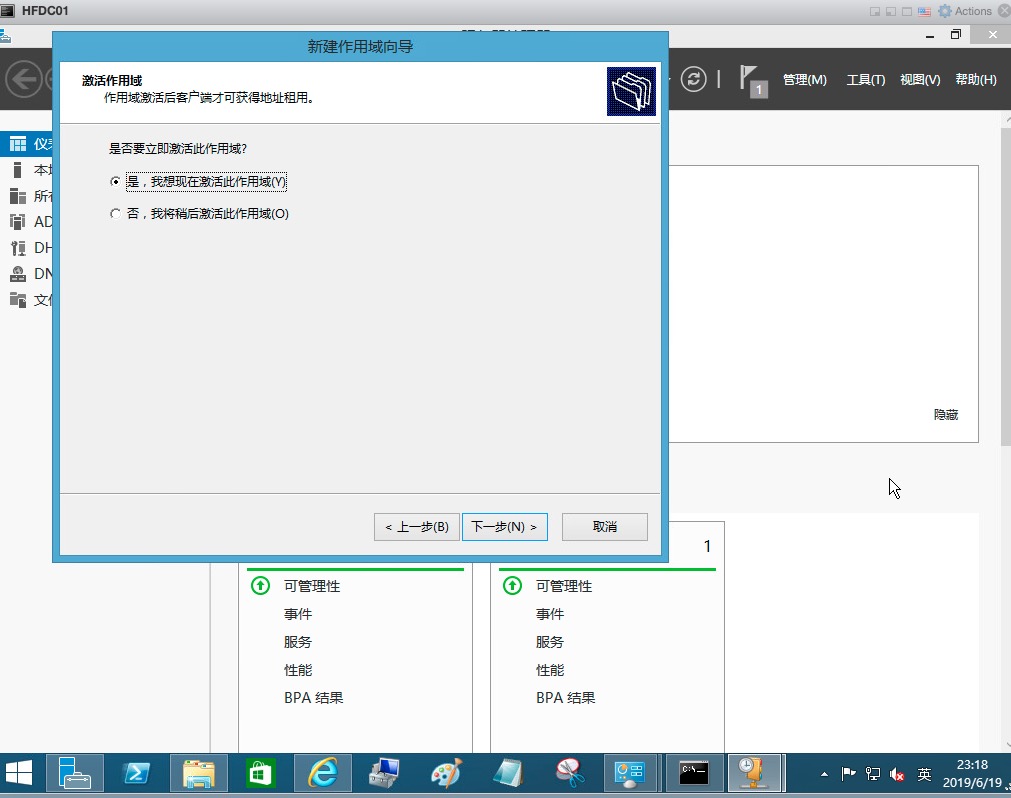 HFDC01
Actions
新建作用域向导
激活作用域
作用域激活后客户端才可获得地址租用。
1
管理(M) 工具(T) 视图(V) 帮助(H)
是否要立即激活此作用域?
是，我想现在激活此作用域(Y)
否，我将稍后激活此作用域(O)
AD
DH
DN
隐藏
< 上一步(B) 下一步(N) > 取消
1
可管理性 可管理性
事件 事件
服务 服务
性能 性能
BPA 结果 BPA 结果
C:\
英
23:18
2019/6/19